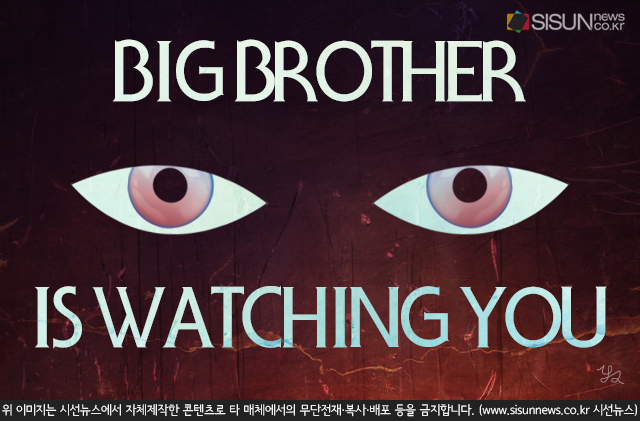 SISUNnews
co.kr
BIG BROTHER
IS WATCHING YOU
위 이미지는 시선뉴스에서 자체제작한 콘텐츠로 타 매체에서의 무단전재·복사·배포 등을 금지합니다. (www.sisunnews.co.kr 시선뉴스)